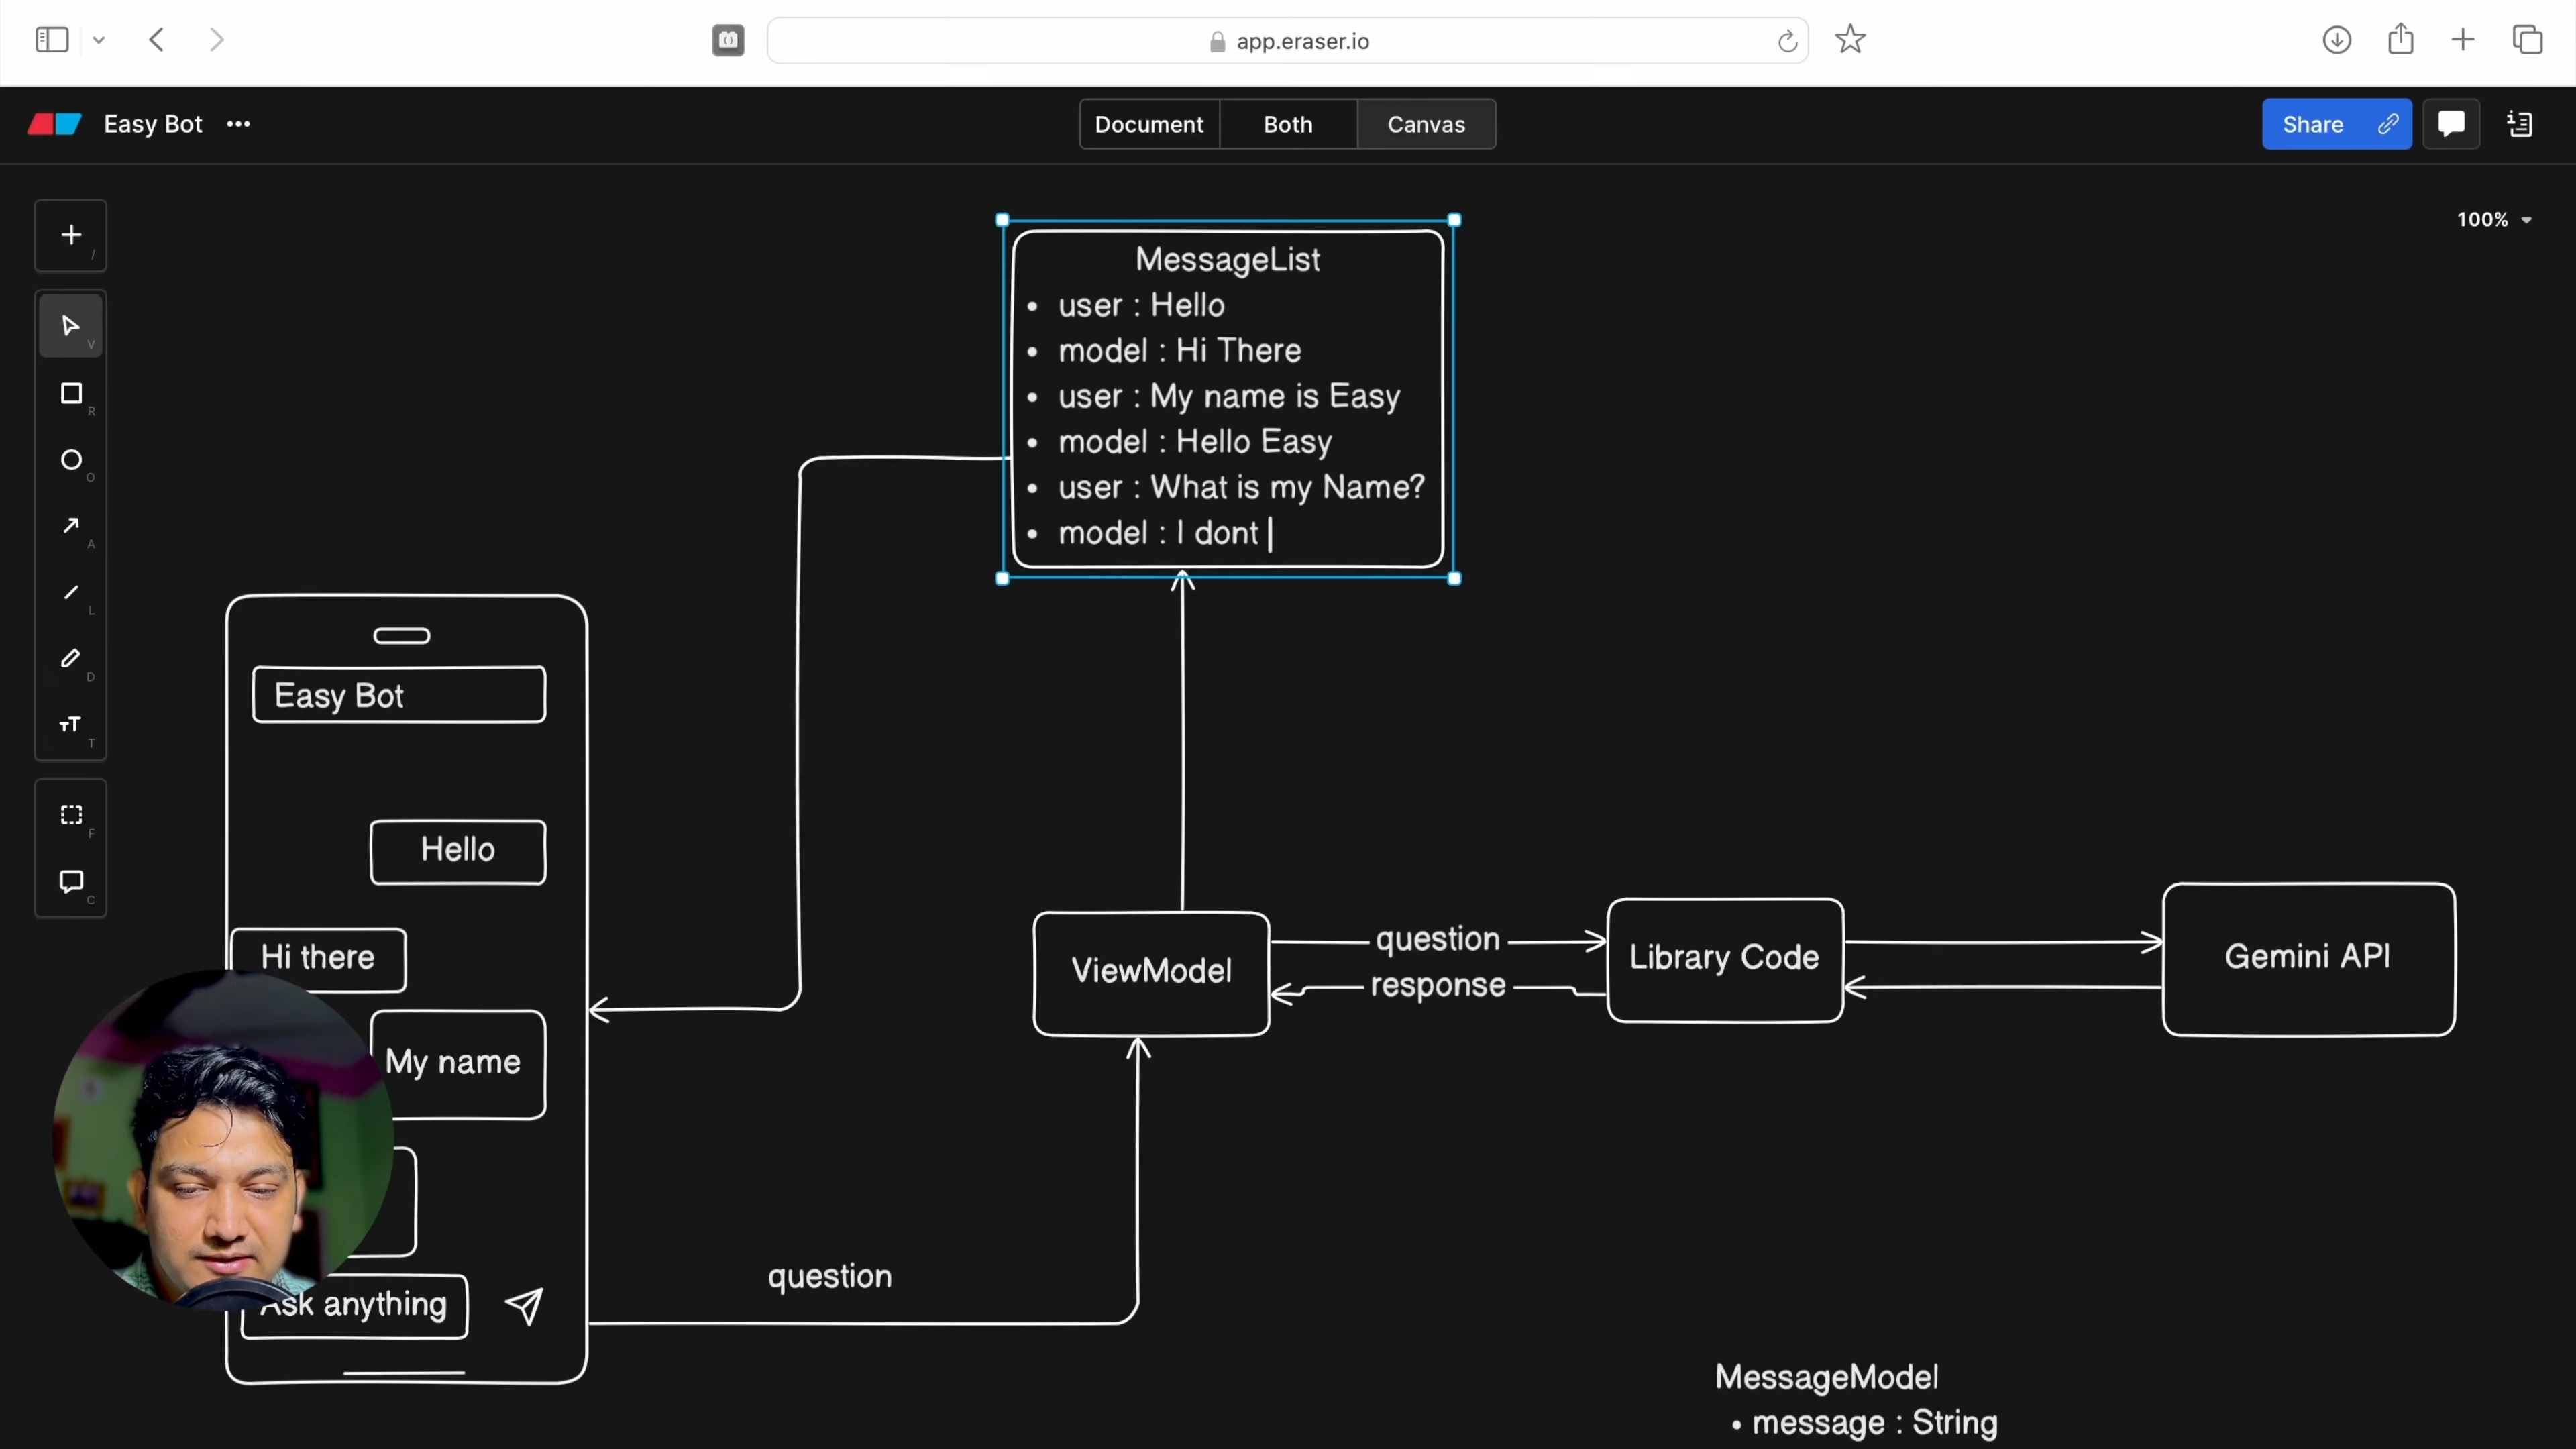 app.eraser.io
Easy Bot
Document
Both
Canvas
Share
100%
/
V
R
O
A
L
D
T
F
C
MessageList
• user : Hello
• model : Hi There
• user : My name is Easy
• model : Hello Easy
• user : What is my Name?
• model : I dont
Easy Bot
Hello
Hi there
My name
Ask anything
question
ViewModel
question
response
Library Code
Gemini API
MessageModel
• message : String